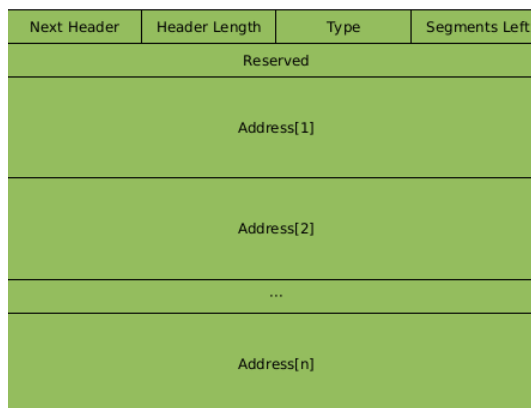 Next Header Header Length Type Segments Left
Reserved
Address[1]
Address[2]
...
Address[n]